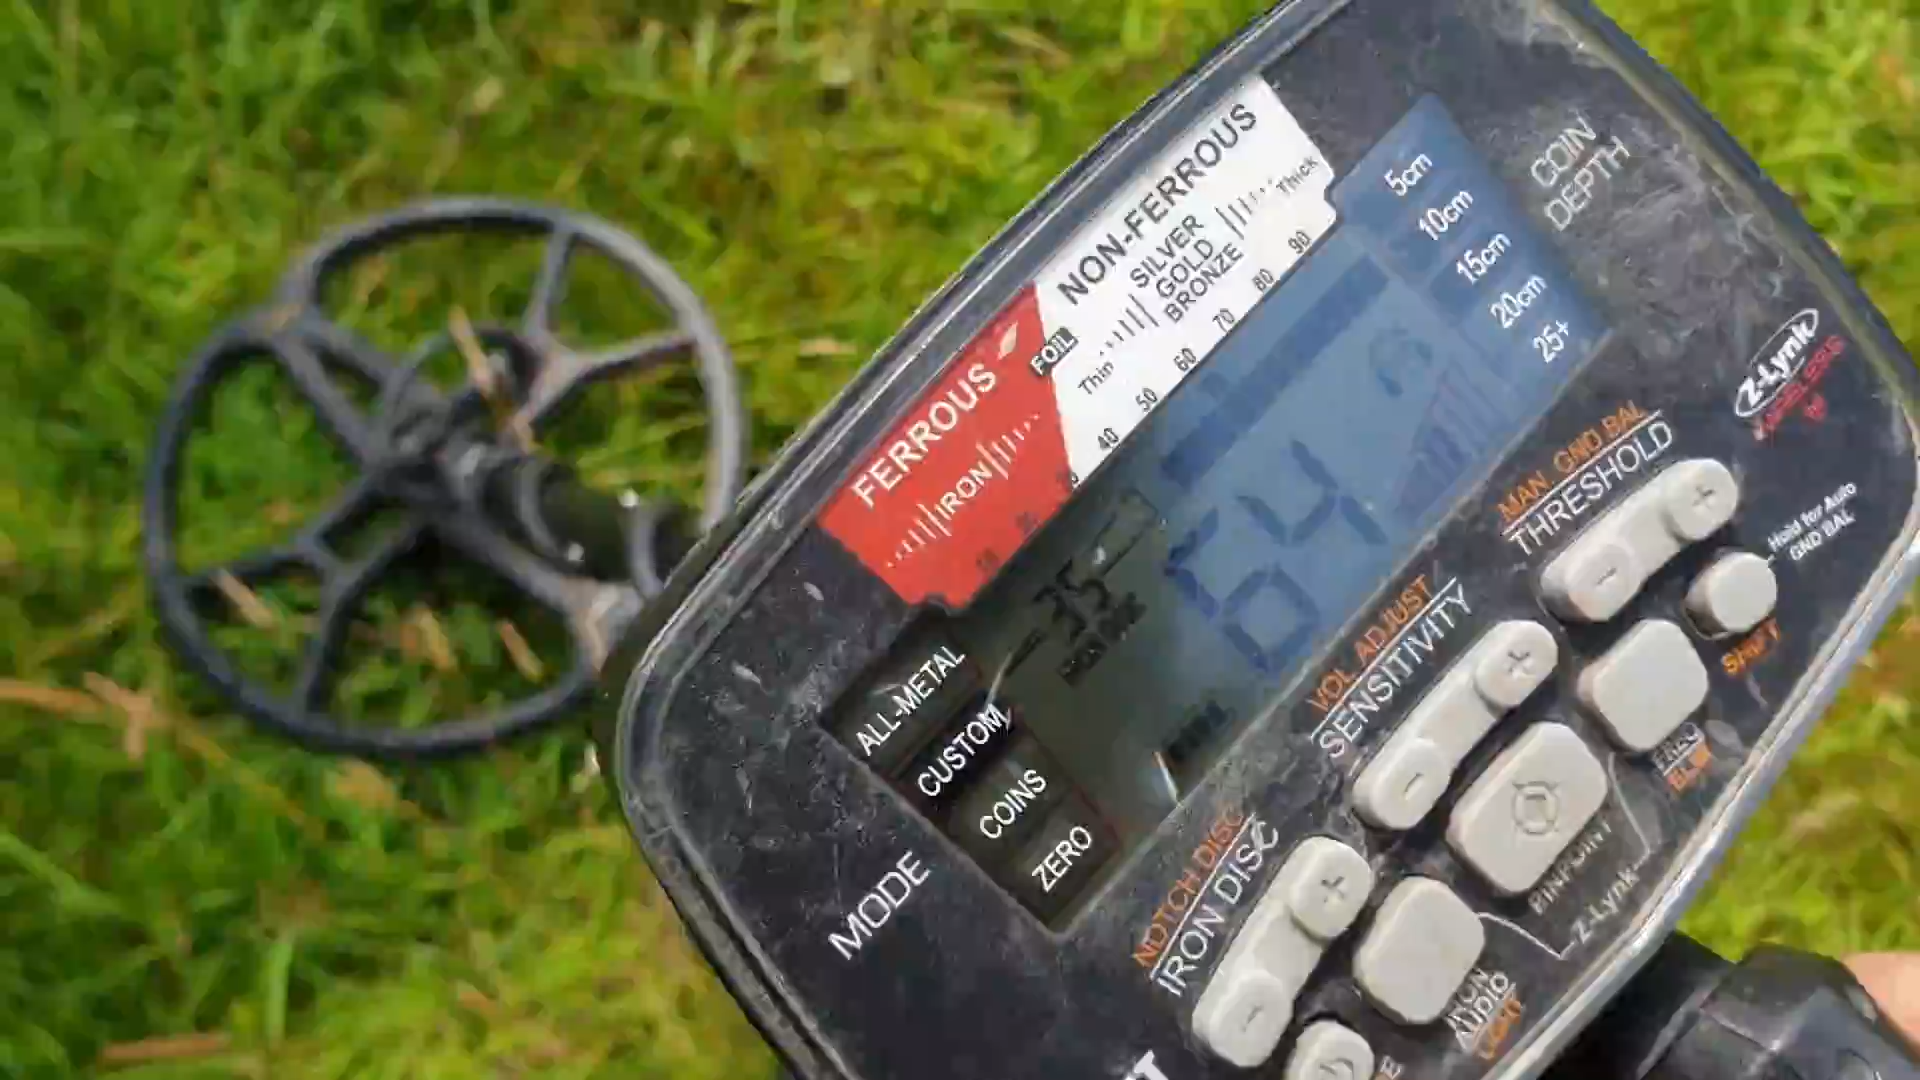 NON-FERROUS
SILVER
GOLD
BRONZE
Thick
FOIL
Thin
FERROUS
IRON
40 50 60 70 80 90
5cm
10cm
15cm
20cm
25+
COIN
DEPTH
Z-Lynk
WIRELESS
35
64
ALL-METAL
CUSTOM
COINS
ZERO
MODE
MAN. GND BAL
THRESHOLD
+
-
Hold for Auto
GND BAL
SHIFT
VOL ADJUST
SENSITIVITY
+
-
FREQ
PINPOINT
Z-Lynk
NOTCH DISC
IRON DISC
+
-
IRON
AUDIO
LIGHT